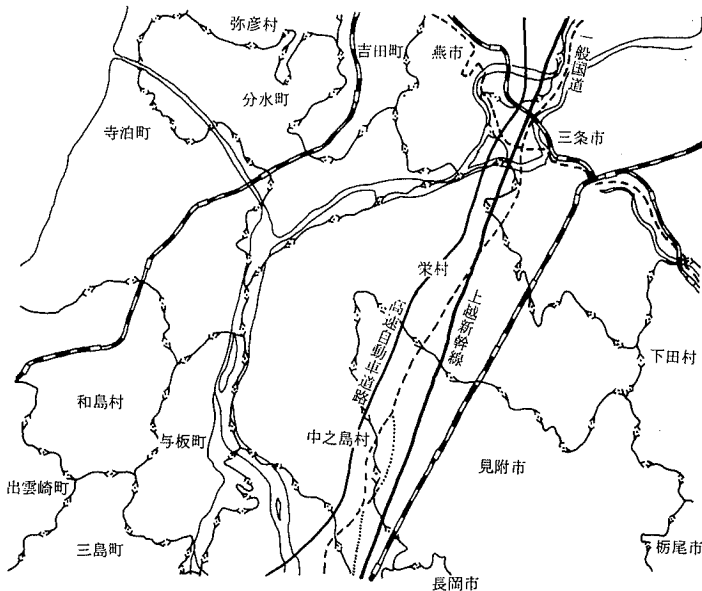 弥彦村
吉田町
燕市
一般国道
分水町
寺泊町
三条市
栄村
上越新幹線
高速自動車道路
下田村
和島村
与板町
中之島村
見附市
出雲崎町
三島町
栃尾市
長岡市